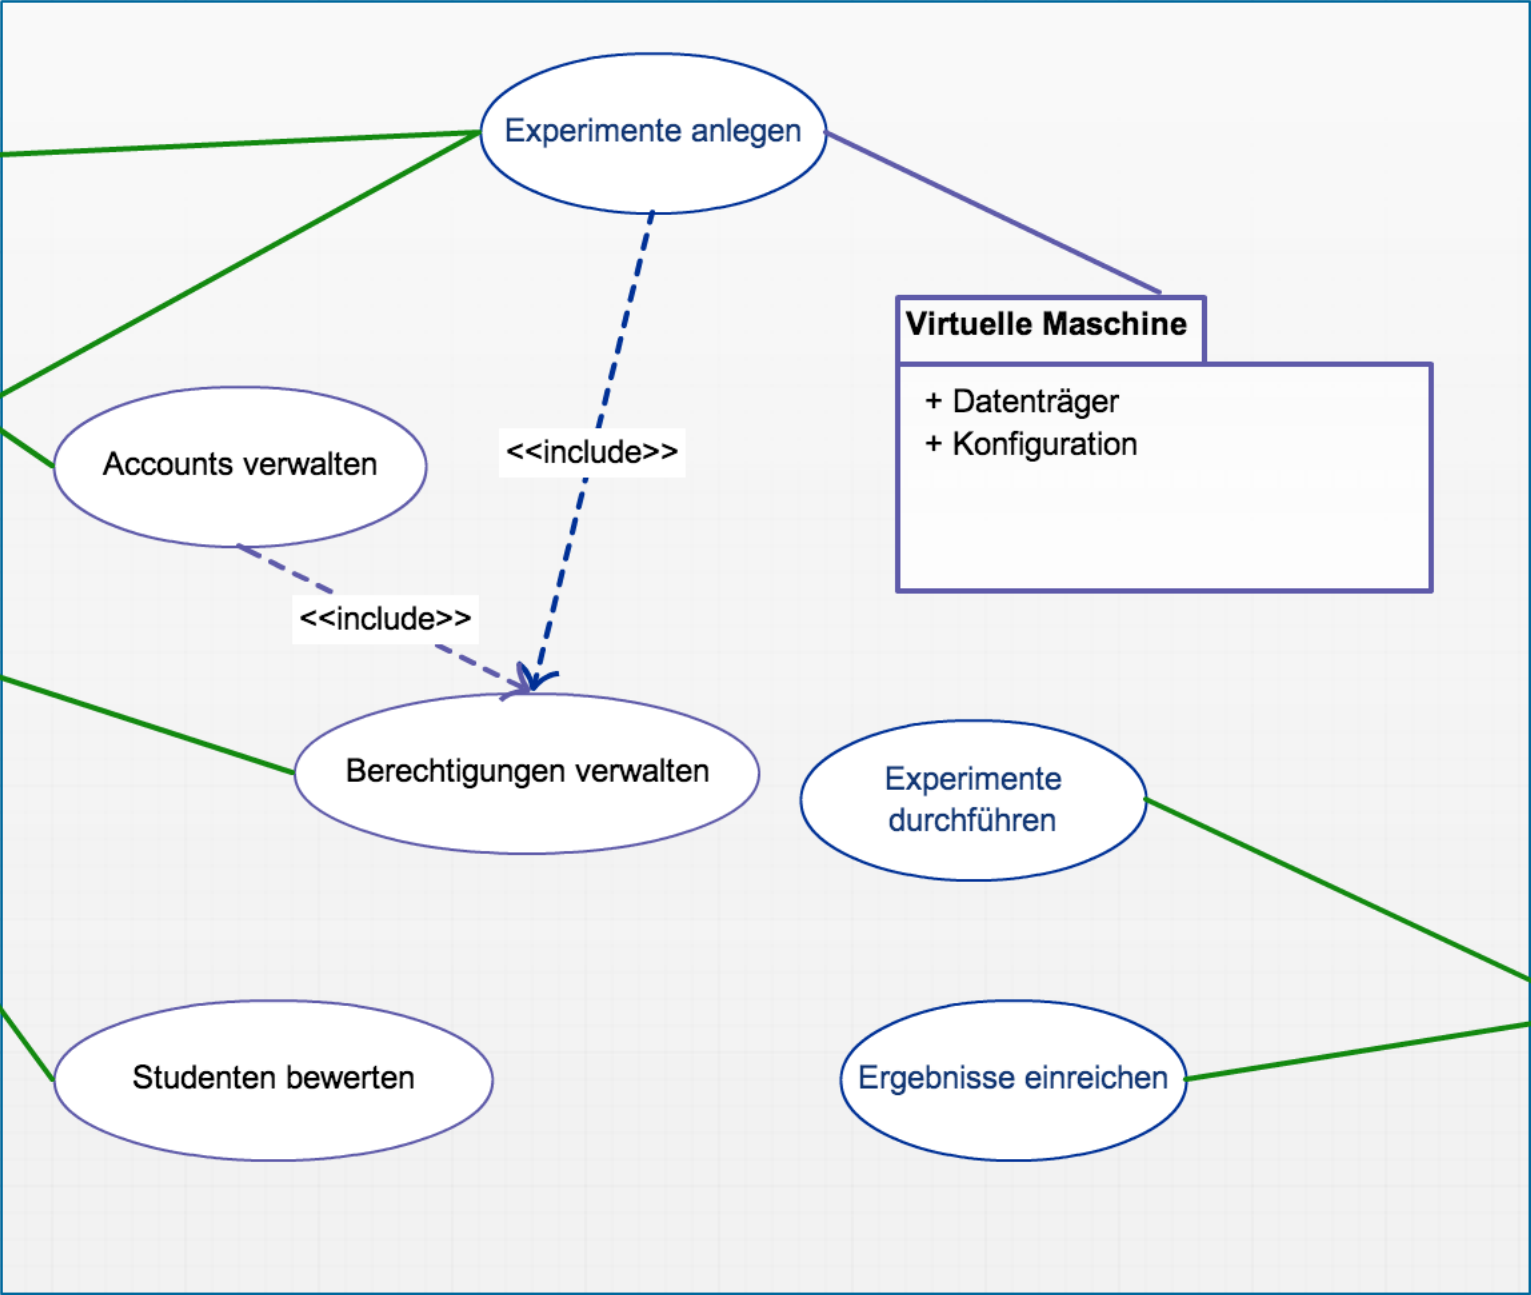 Experimente anlegen
Virtuelle Maschine
+ Datenträger
+ Konfiguration
Accounts verwalten
<<include>>
<<include>>
Berechtigungen verwalten
Experimente
durchführen
Studenten bewerten
Ergebnisse einreichen